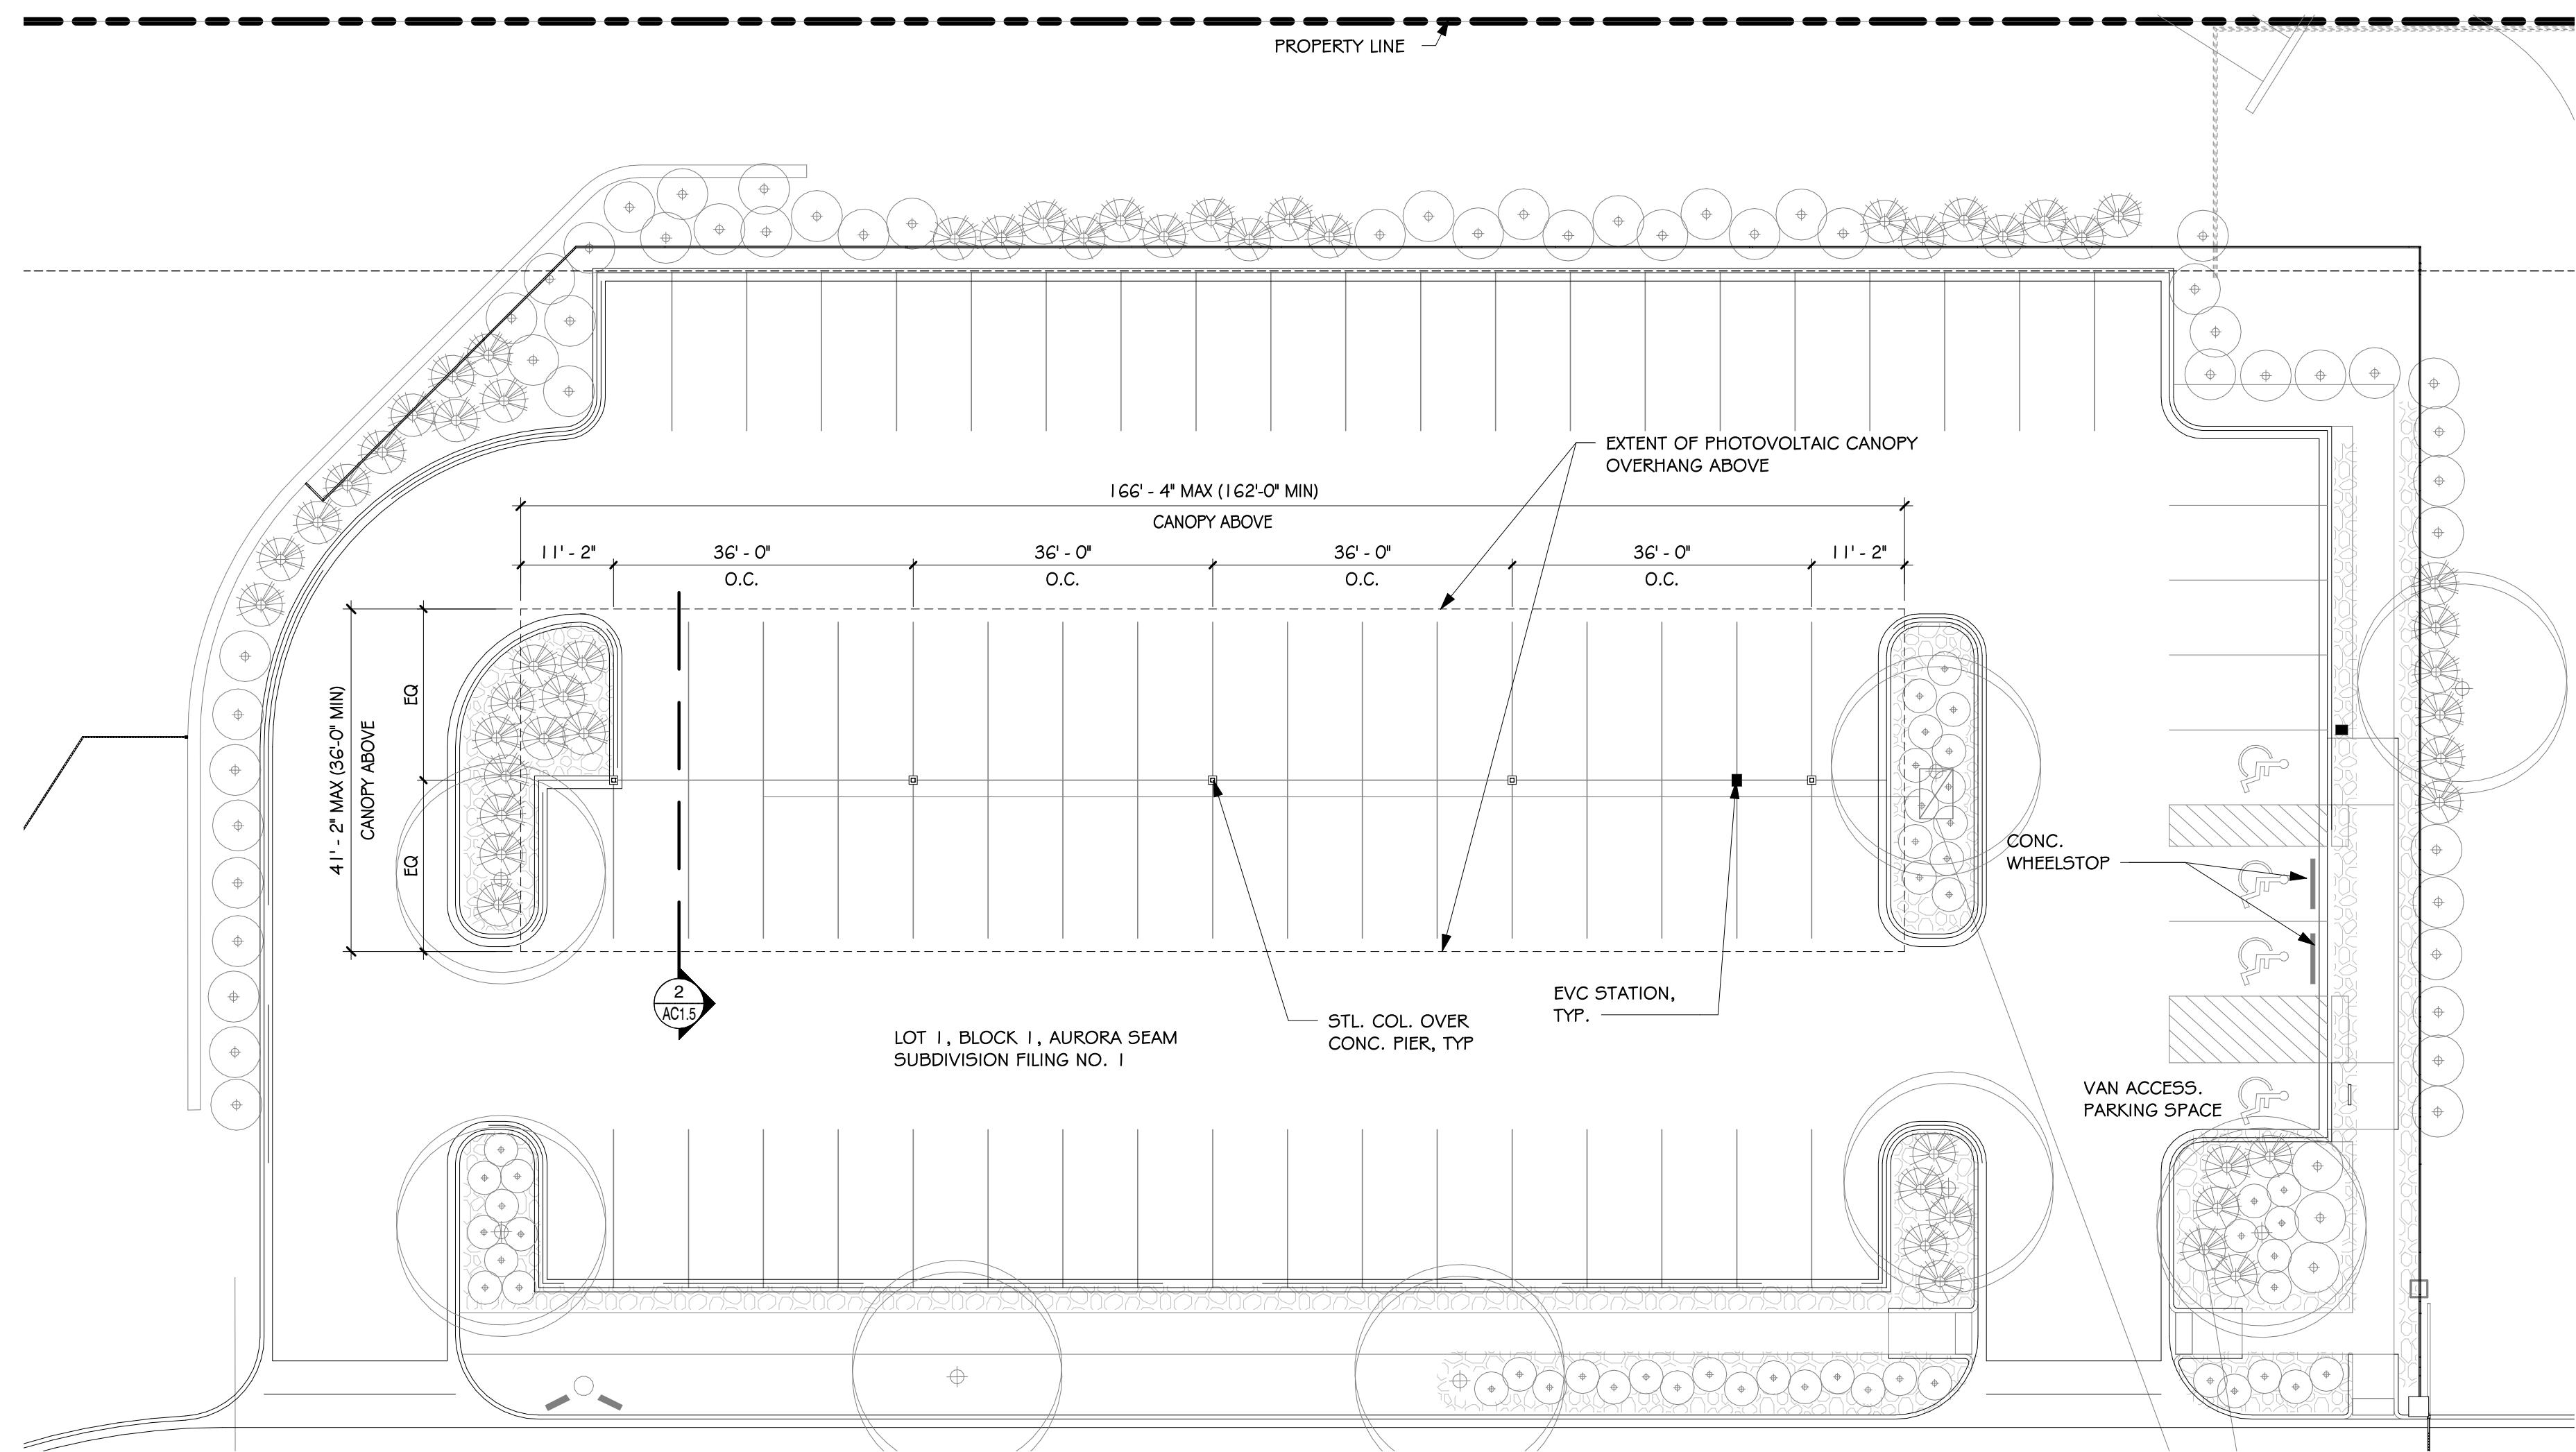 PROPERTY LINE
EXTENT OF PHOTOVOLTAIC CANOPY
OVERHANG ABOVE
166' - 4" MAX (162'-0" MIN)
CANOPY ABOVE
11' - 2"
36' - 0"
36' - 0"
36' - 0"
36' - 0"
11' - 2"
O.C.
O.C.
O.C.
O.C.
41' - 2" MAX (36'-0" MIN)
CANOPY ABOVE
EQ
EQ
CONC.
WHEELSTOP
2
AC1.5
EVC STATION,
TYP.
STL. COL. OVER
CONC. PIER, TYP
LOT 1, BLOCK 1, AURORA SEAM
SUBDIVISION FILING NO. 1
VAN ACCESS.
PARKING SPACE